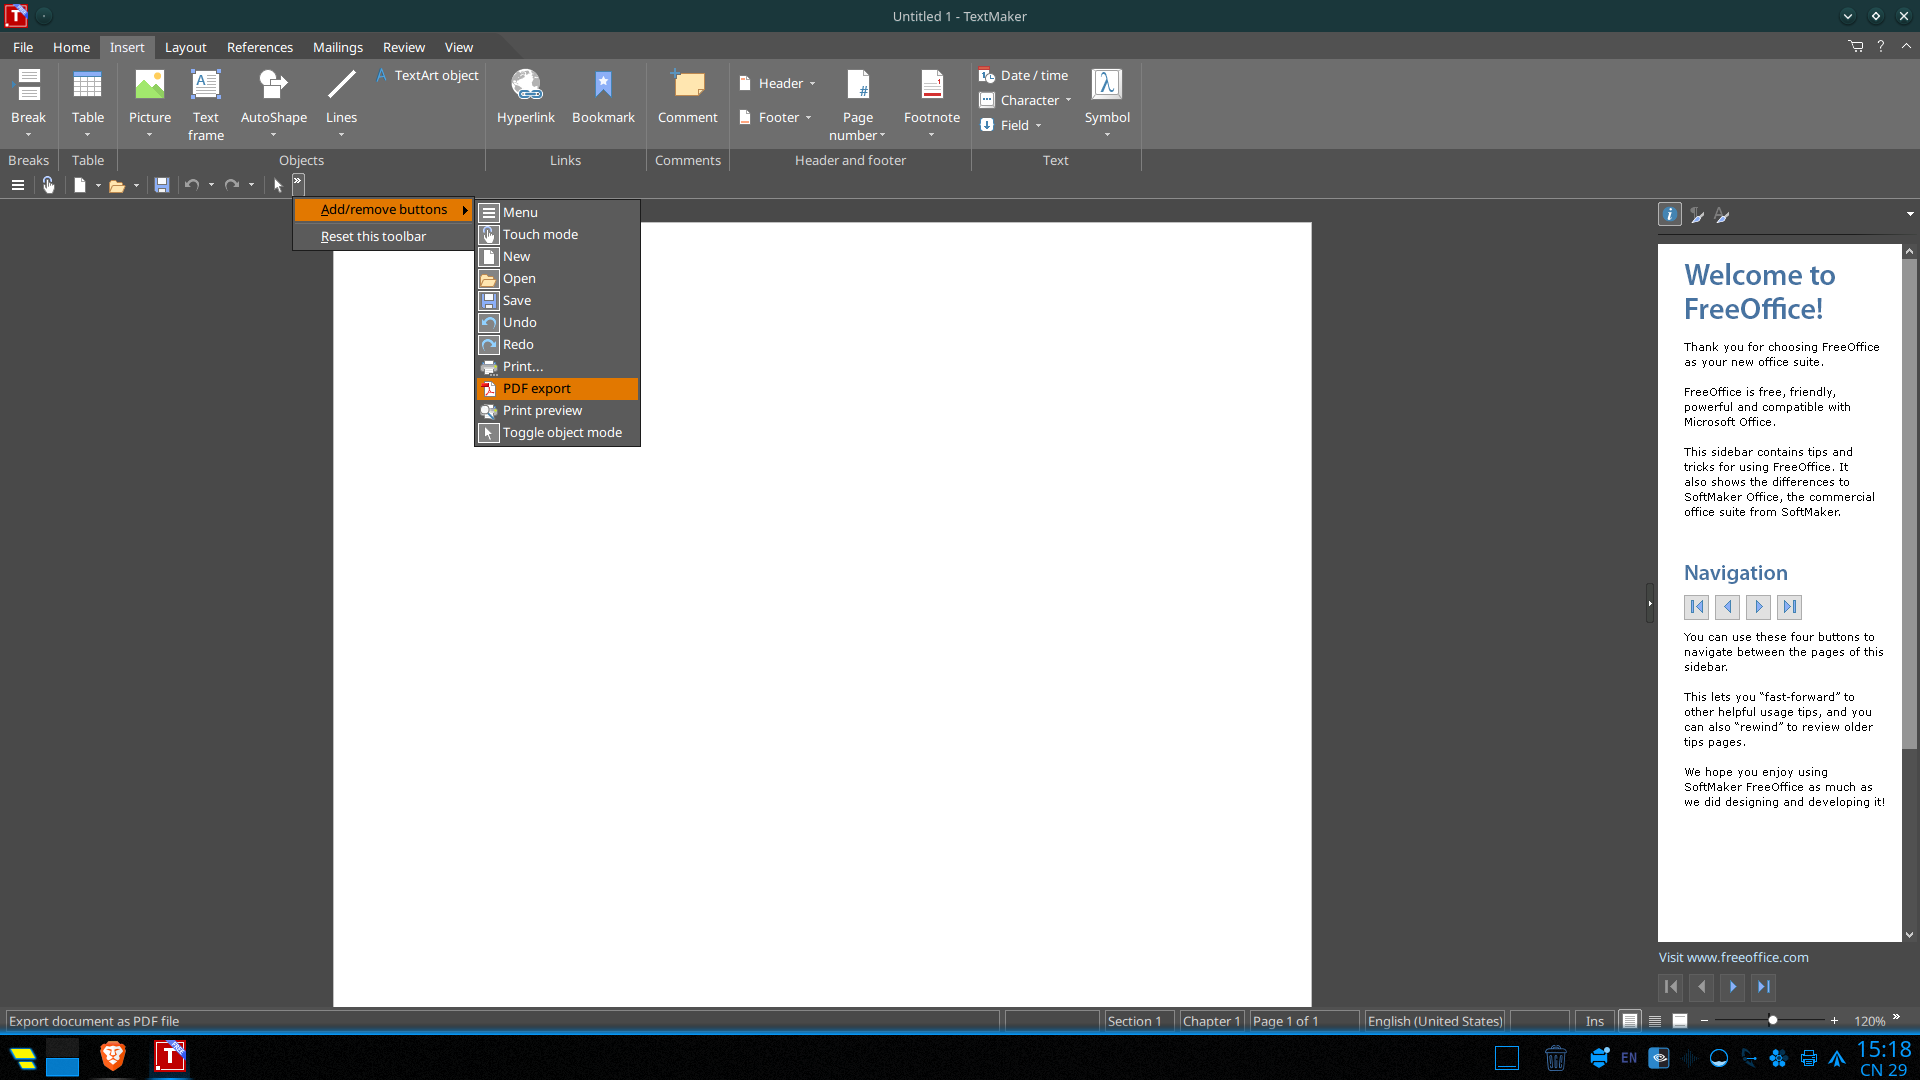 Untitled 1 - TextMaker
File Home Insert Layout References Mailings Review View
Break
Table
Picture
Text frame
AutoShape
Lines
TextArt object
Hyperlink
Bookmark
Comment
Header
Footer
Page number
Footnote
Date / time
Character
Field
Symbol
Breaks Table Objects Links Comments Header and footer Text
Add/remove buttons
Reset this toolbar
Menu
Touch mode
New
Open
Save
Undo
Redo
Print...
PDF export
Print preview
Toggle object mode
Welcome to
FreeOffice!
Thank you for choosing FreeOffice
as your new office suite.
FreeOffice is free, friendly,
powerful and compatible with
Microsoft Office.
This sidebar contains tips and
tricks for using FreeOffice. It
also shows the differences to
SoftMaker Office, the commercial
office suite from SoftMaker.
Navigation
You can use these four buttons to
navigate between the pages of this
sidebar.
This lets you “fast-forward” to
other helpful usage tips, and you
can also “rewind” to review older
tips pages.
We hope you enjoy using
SoftMaker FreeOffice as much as
we did designing and developing it!
Visit www.freeoffice.com
Export document as PDF file Section 1 Chapter 1 Page 1 of 1 English (United States) Ins 120%
EN
15:18
CN 29